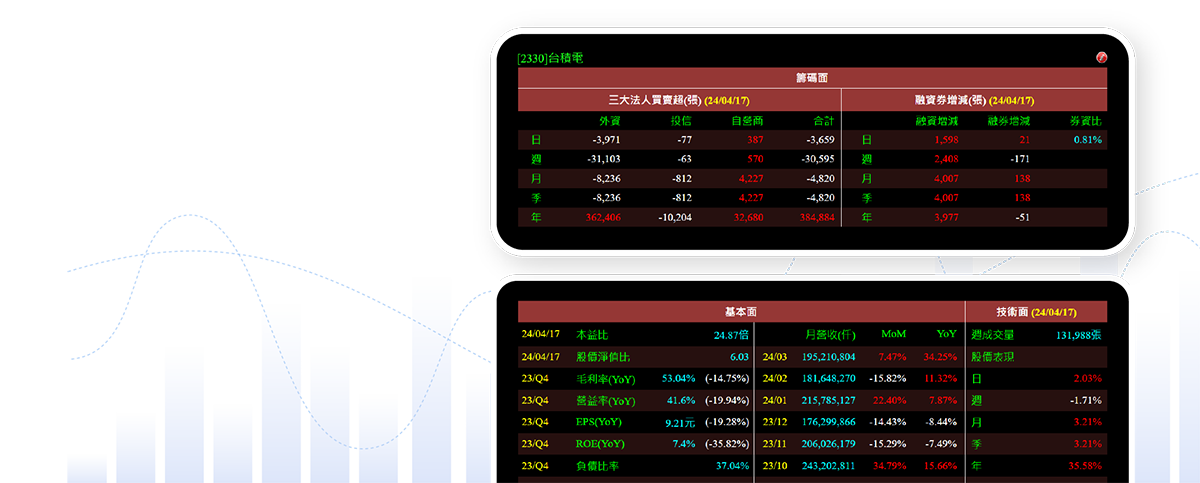 [2330]台積電
?
籌碼面
三大法人買賣超(張) (24/04/17) 融資券增減(張) (24/04/17)
外資 投信 自營商 合計 融資增減 融券增減 券資比
日 -3,971 -77 387 -3,659 日 1,598 21 0.81%
週 -31,103 -63 570 -30,595 週 2,408 -171
月 -8,236 -812 4,227 -4,820 月 4,007 138
季 -8,236 -812 4,227 -4,820 季 4,007 138
年 362,406 -10,204 32,680 384,884 年 3,977 -51
基本面 技術面 (24/04/17)
24/04/17 本益比 24.87倍 月營收(仟) MoM YoY 週成交量 131,988張
24/04/17 股價淨值比 6.03 24/03 195,210,804 7.47% 34.25% 股價表現
23/Q4 毛利率(YoY) 53.04% (-14.75%) 24/02 181,648,270 -15.82% 11.32% 日 2.03%
23/Q4 營益率(YoY) 41.6% (-19.94%) 24/01 215,785,127 22.40% 7.87% 週 -1.71%
23/Q4 EPS(YoY) 9.21元 (-19.28%) 23/12 176,299,866 -14.43% -8.44% 月 3.21%
23/Q4 ROE(YoY) 7.4% (-35.82%) 23/11 206,026,179 -15.29% -7.49% 季 3.21%
23/Q4 負債比率 37.04% 23/10 243,202,811 34.79% 15.66% 年 35.58%